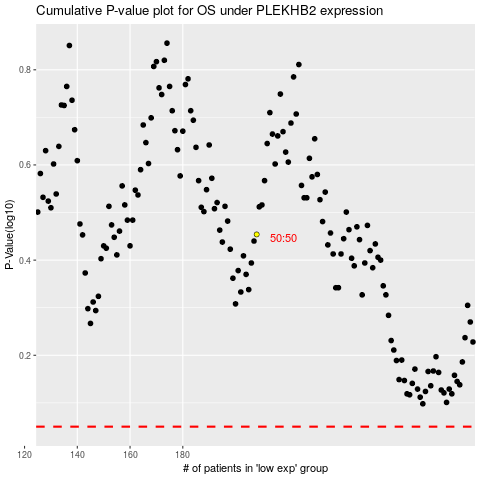 Cumulative P-value plot for OS under PLEKHB2 expression
P-Value(log10)
0.8
0.6
0.4
0.2
50:50
120 140 160 180
# of patients in 'low exp' group